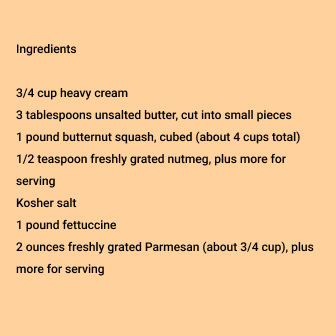 Ingredients
3/4 cup heavy cream
3 tablespoons unsalted butter, cut into small pieces
1 pound butternut squash, cubed (about 4 cups total)
1/2 teaspoon freshly grated nutmeg, plus more for
serving
Kosher salt
1 pound fettuccine
2 ounces freshly grated Parmesan (about 3/4 cup), plus
more for serving